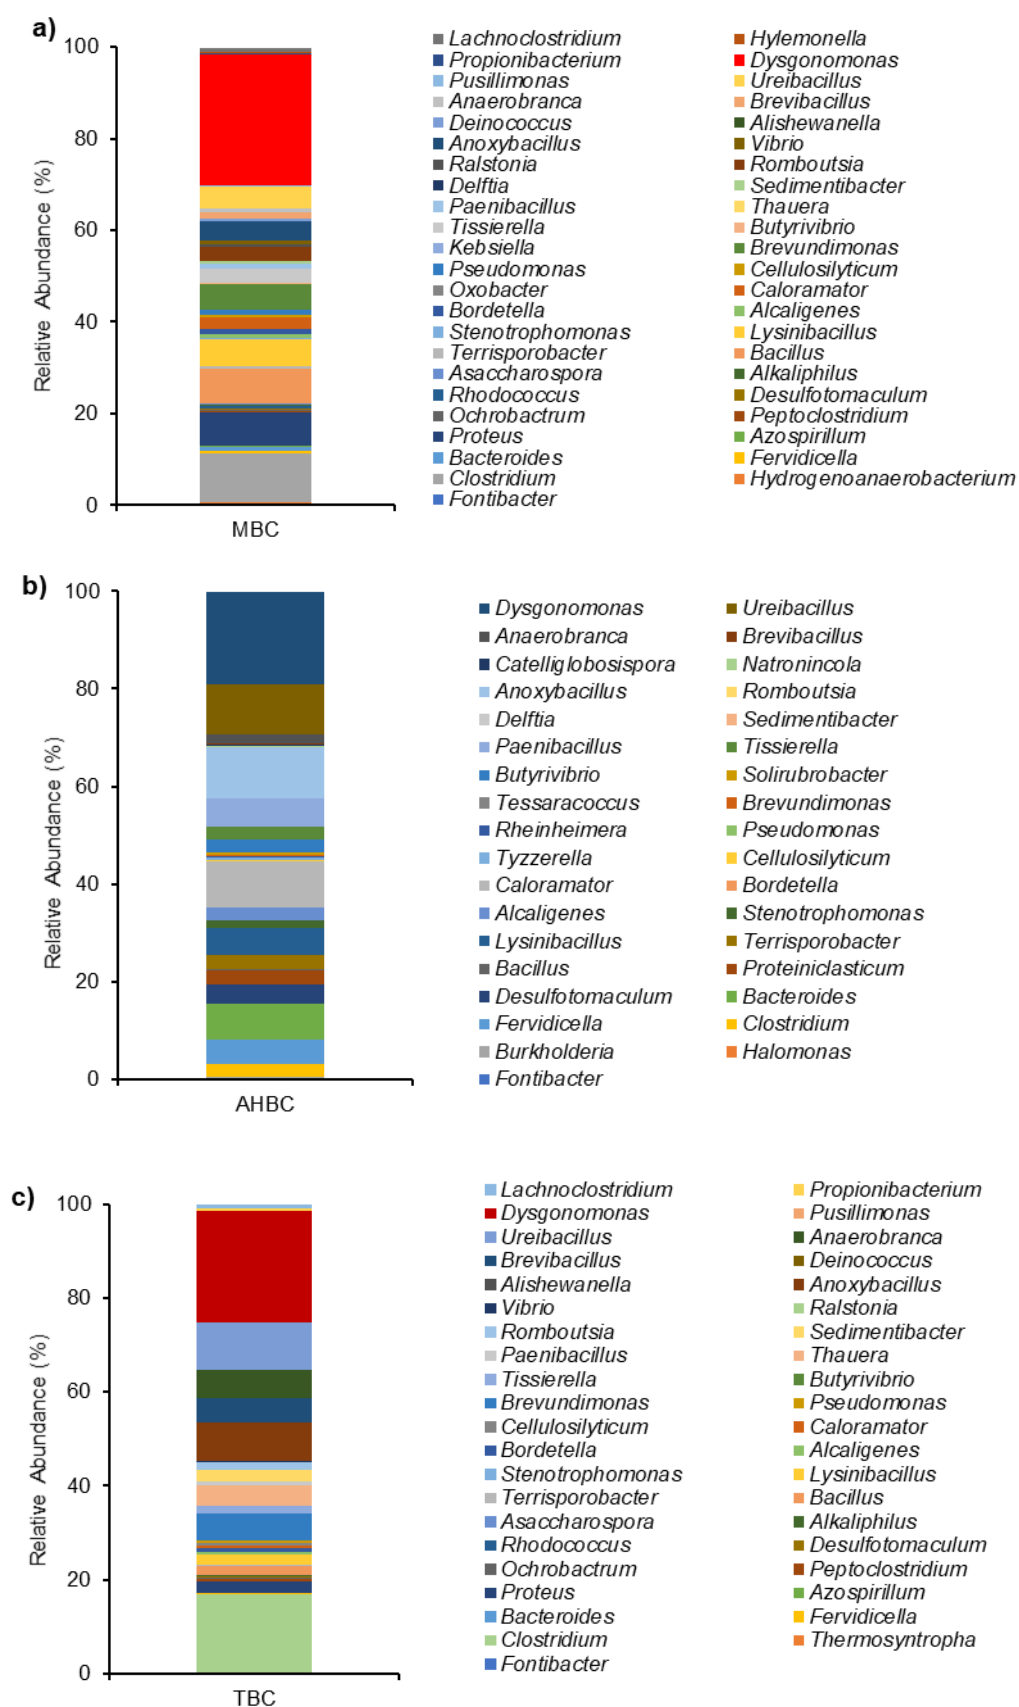 a)
100
80
60
40
20
0
Relative Abundance (%)
MBC
Lachnoclostridium Hylemonella
Propionibacterium Dysgonomonas
Pusillimonas Ureibacillus
Anaerobranca Brevibacillus
Deinococcus Alishewanella
Anoxybacillus Vibrio
Ralstonia Romboutsia
Delftia Sedimentibacter
Paenibacillus Thauera
Tissierella Butyrivibrio
Kebsiella Brevundimonas
Pseudomonas Cellulosilyticum
Oxobacter Caloramator
Bordetella Alcaligenes
Stenotrophomonas Lysinibacillus
Terrisporobacter Bacillus
Asaccharospora Alkaliphilus
Rhodococcus Desulfotomaculum
Ochrobactrum Peptoclostridium
Proteus Azospirillum
Bacteroides Fervidicella
Clostridium Hydrogenoanaerobacterium
Fontibacter
b)
100
80
60
40
20
0
Relative Abundance (%)
AHBC
Dysgonomonas Ureibacillus
Anaerobranca Brevibacillus
Catelliglobosispora Natronincola
Anoxybacillus Romboutsia
Delftia Sedimentibacter
Paenibacillus Tissierella
Butyrivibrio Solirubrobacter
Tessaracoccus Brevundimonas
Rheinheimera Pseudomonas
Tyzzerella Cellulosilyticum
Caloramator Bordetella
Alcaligenes Stenotrophomonas
Lysinibacillus Terrisporobacter
Bacillus Proteiniclasticum
Desulfotomaculum Bacteroides
Fervidicella Clostridium
Burkholderia Halomonas
Fontibacter
c)
100
80
60
40
20
0
Relative Abundance (%)
TBC
Lachnoclostridium Propionibacterium
Dysgonomonas Pusillimonas
Ureibacillus Anaerobranca
Brevibacillus Deinococcus
Alishewanella Anoxybacillus
Vibrio Ralstonia
Romboutsia Sedimentibacter
Paenibacillus Thauera
Tissierella Butyrivibrio
Brevundimonas Pseudomonas
Cellulosilyticum Caloramator
Bordetella Alcaligenes
Stenotrophomonas Lysinibacillus
Terrisporobacter Bacillus
Asaccharospora Alkaliphilus
Rhodococcus Desulfotomaculum
Ochrobactrum Peptoclostridium
Proteus Azospirillum
Bacteroides Fervidicella
Clostridium Thermosyntropha
Fontibacter